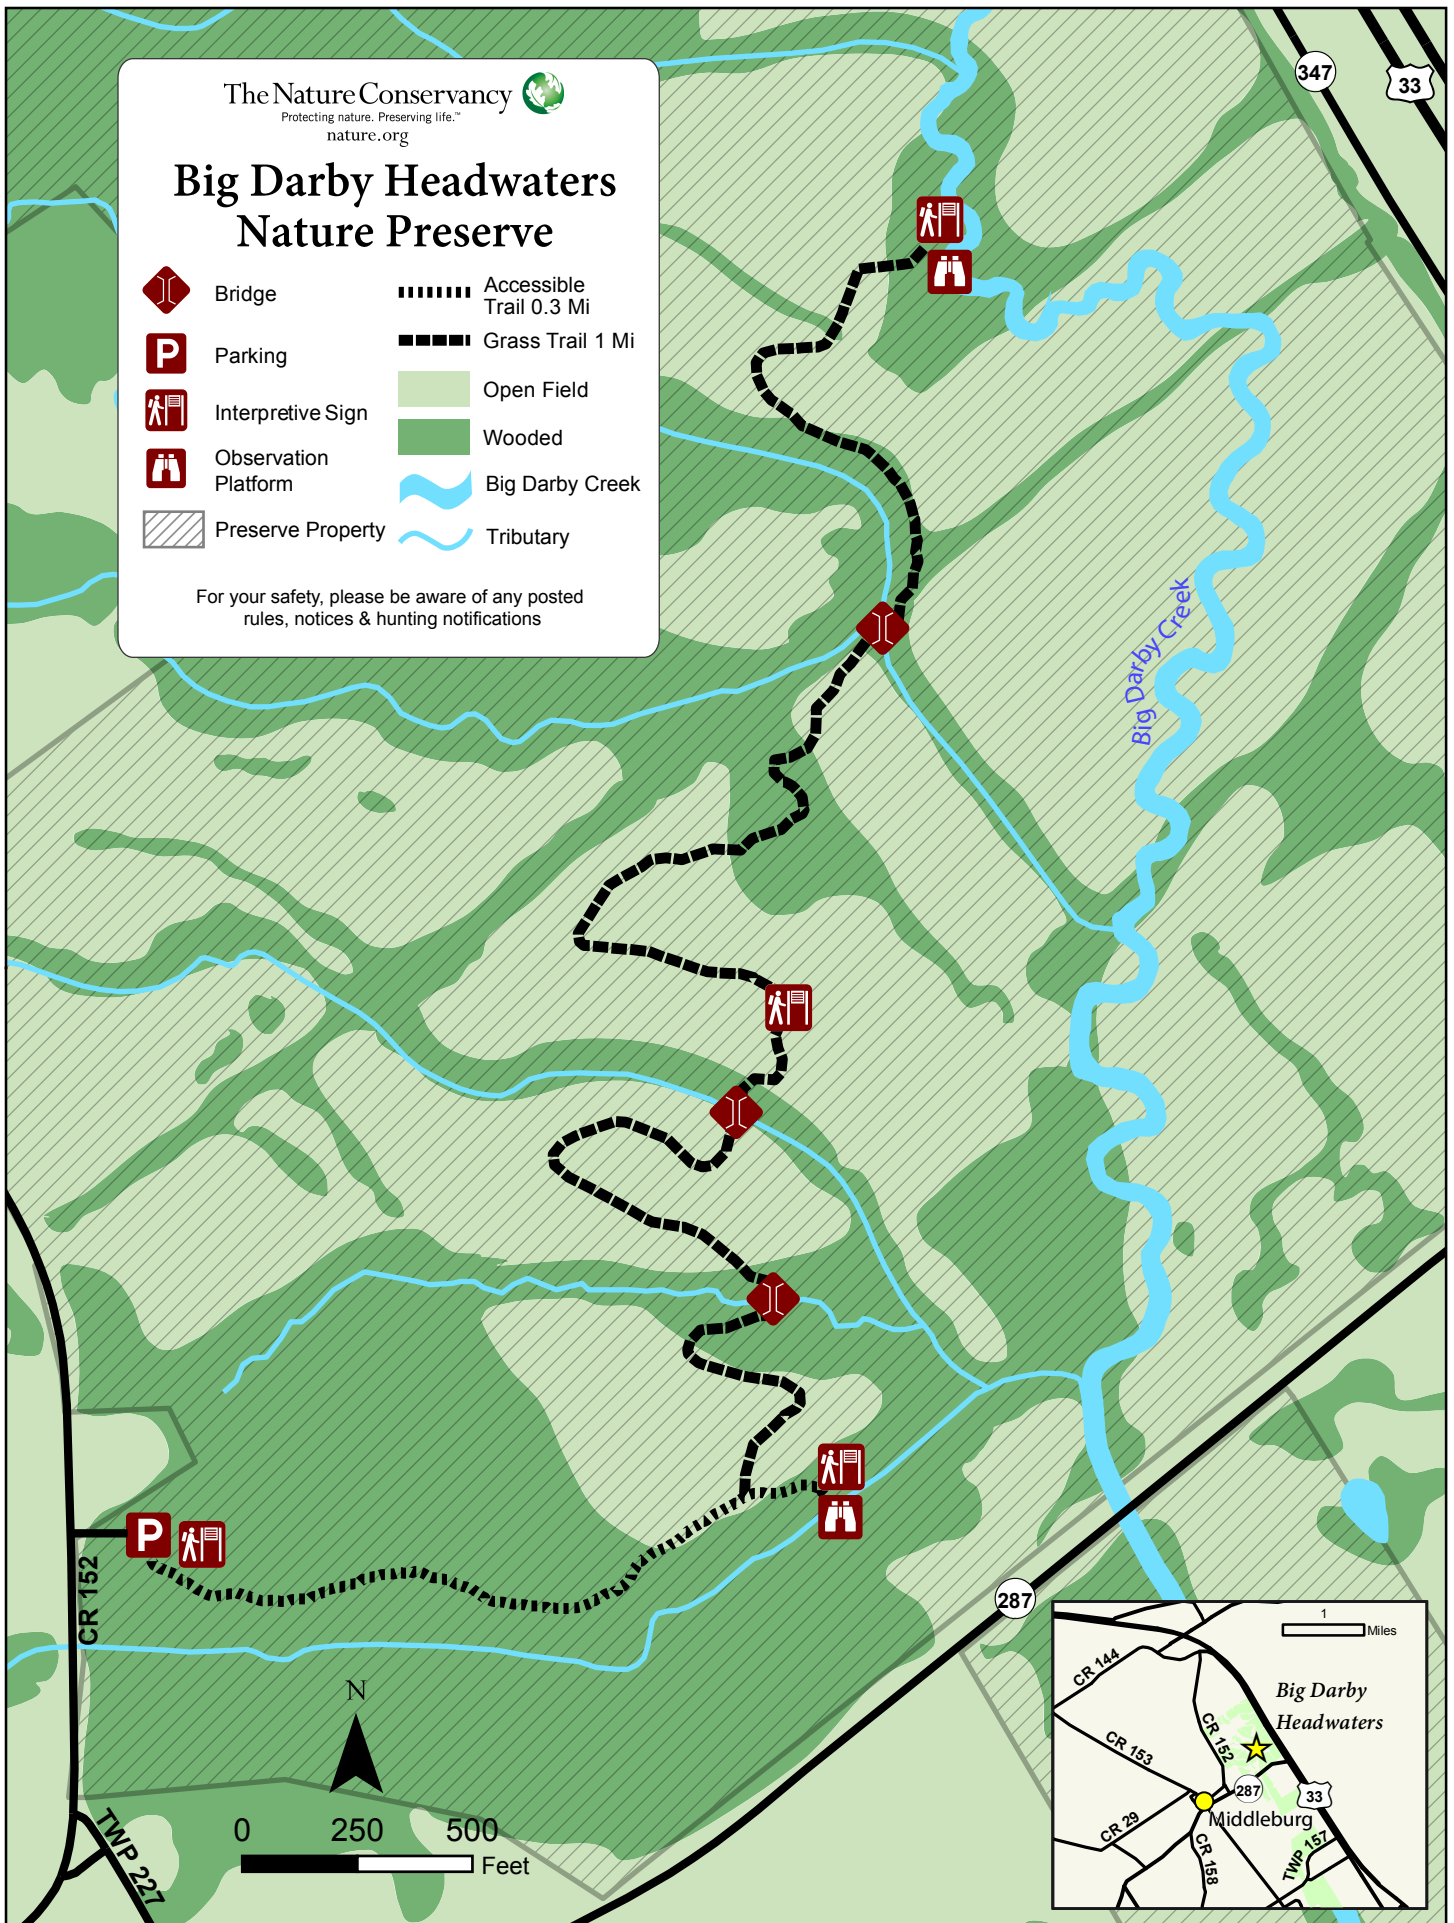 The Nature Conservancy
Protecting nature. Preserving life.™
nature.org
Big Darby Headwaters
Nature Preserve
Bridge
P
Parking
Interpretive Sign
Observation
Platform
Preserve Property
Accessible
Trail 0.3 Mi
Grass Trail 1 Mi
Open Field
Wooded
Big Darby Creek
Tributary
For your safety, please be aware of any posted
rules, notices & hunting notifications
347
33
Big Darby Creek
P
CR 152
287
N
0 250 500
Feet
TWP 227
1
Miles
CR 144
Big Darby
Headwaters
CR 152
CR 153
287
33
Middleburg
CR 29
CR 158
TWP 157